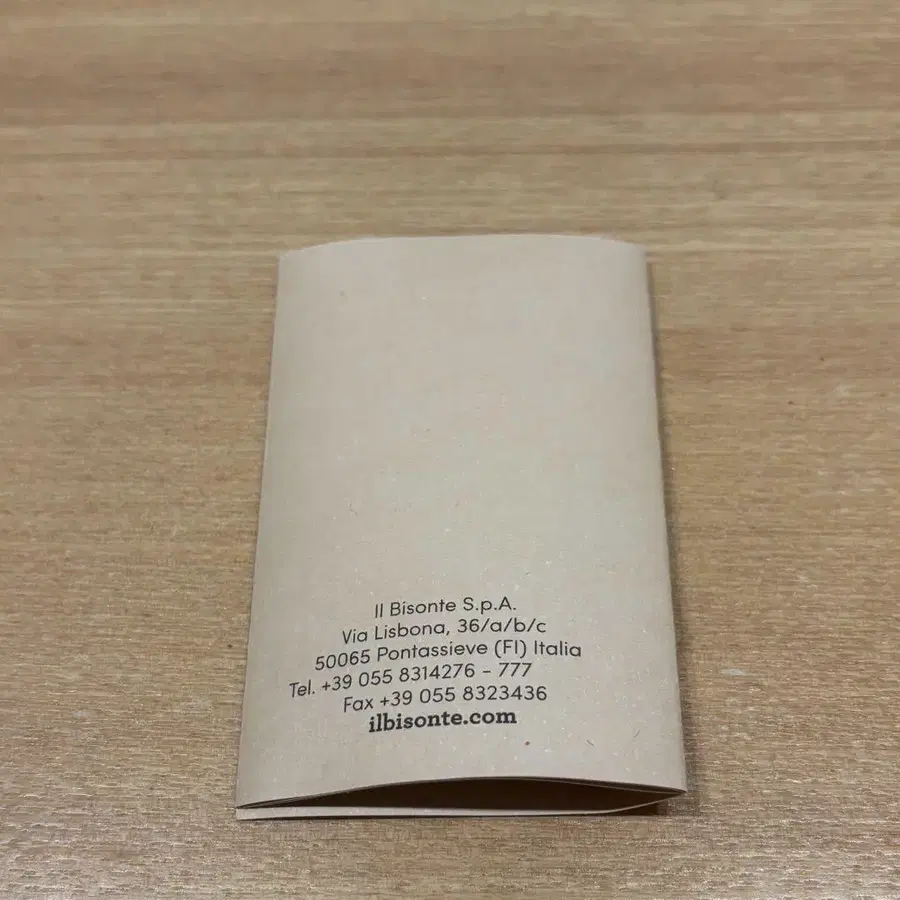 Il Bisonte S.p.A.
Via Lisbona, 36/a/b/c
50065 Pontassieve (FI) Italia
Tel. +39 055 8314276 - 777
Fax +39 055 8323436
ilbisonte.com